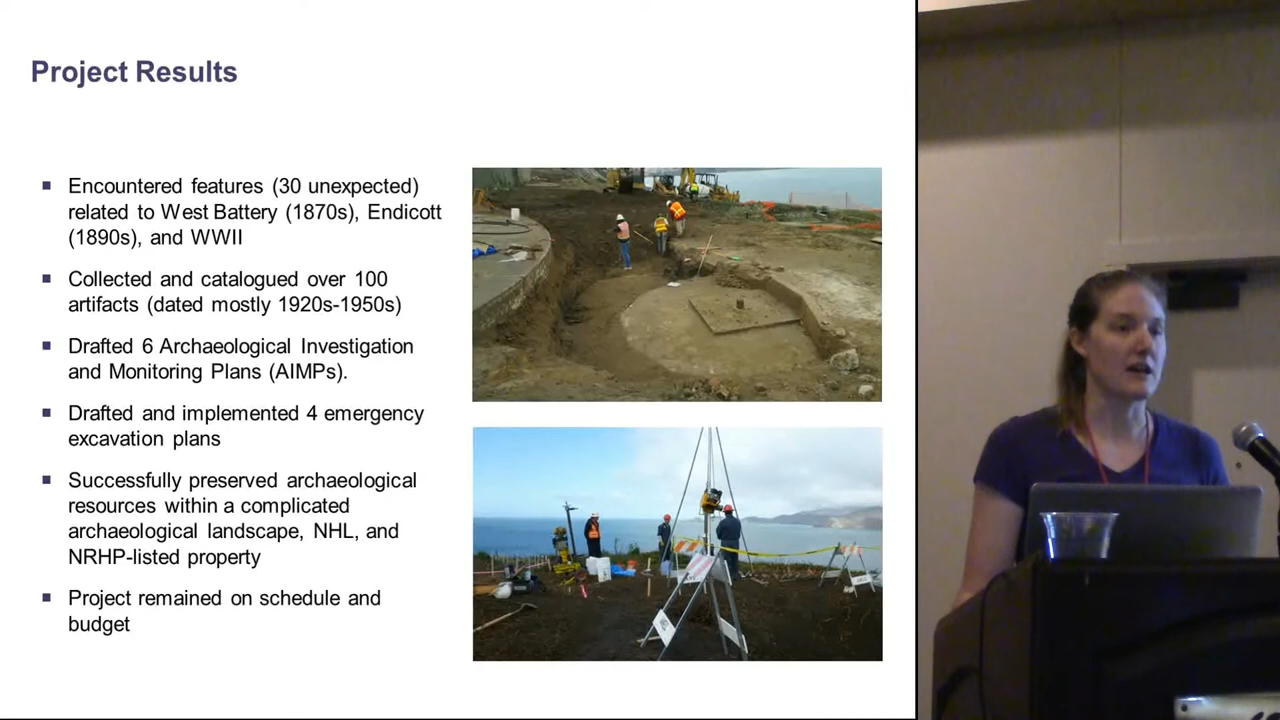 Project Results
Encountered features (30 unexpected)
related to West Battery (1870s), Endicott
(1890s), and WWII
Collected and catalogued over 100
artifacts (dated mostly 1920s-1950s)
Drafted 6 Archaeological Investigation
and Monitoring Plans (AIMPs).
Drafted and implemented 4 emergency
excavation plans
Successfully preserved archaeological
resources within a complicated
archaeological landscape, NHL, and
NRHP-listed property
Project remained on schedule and
budget